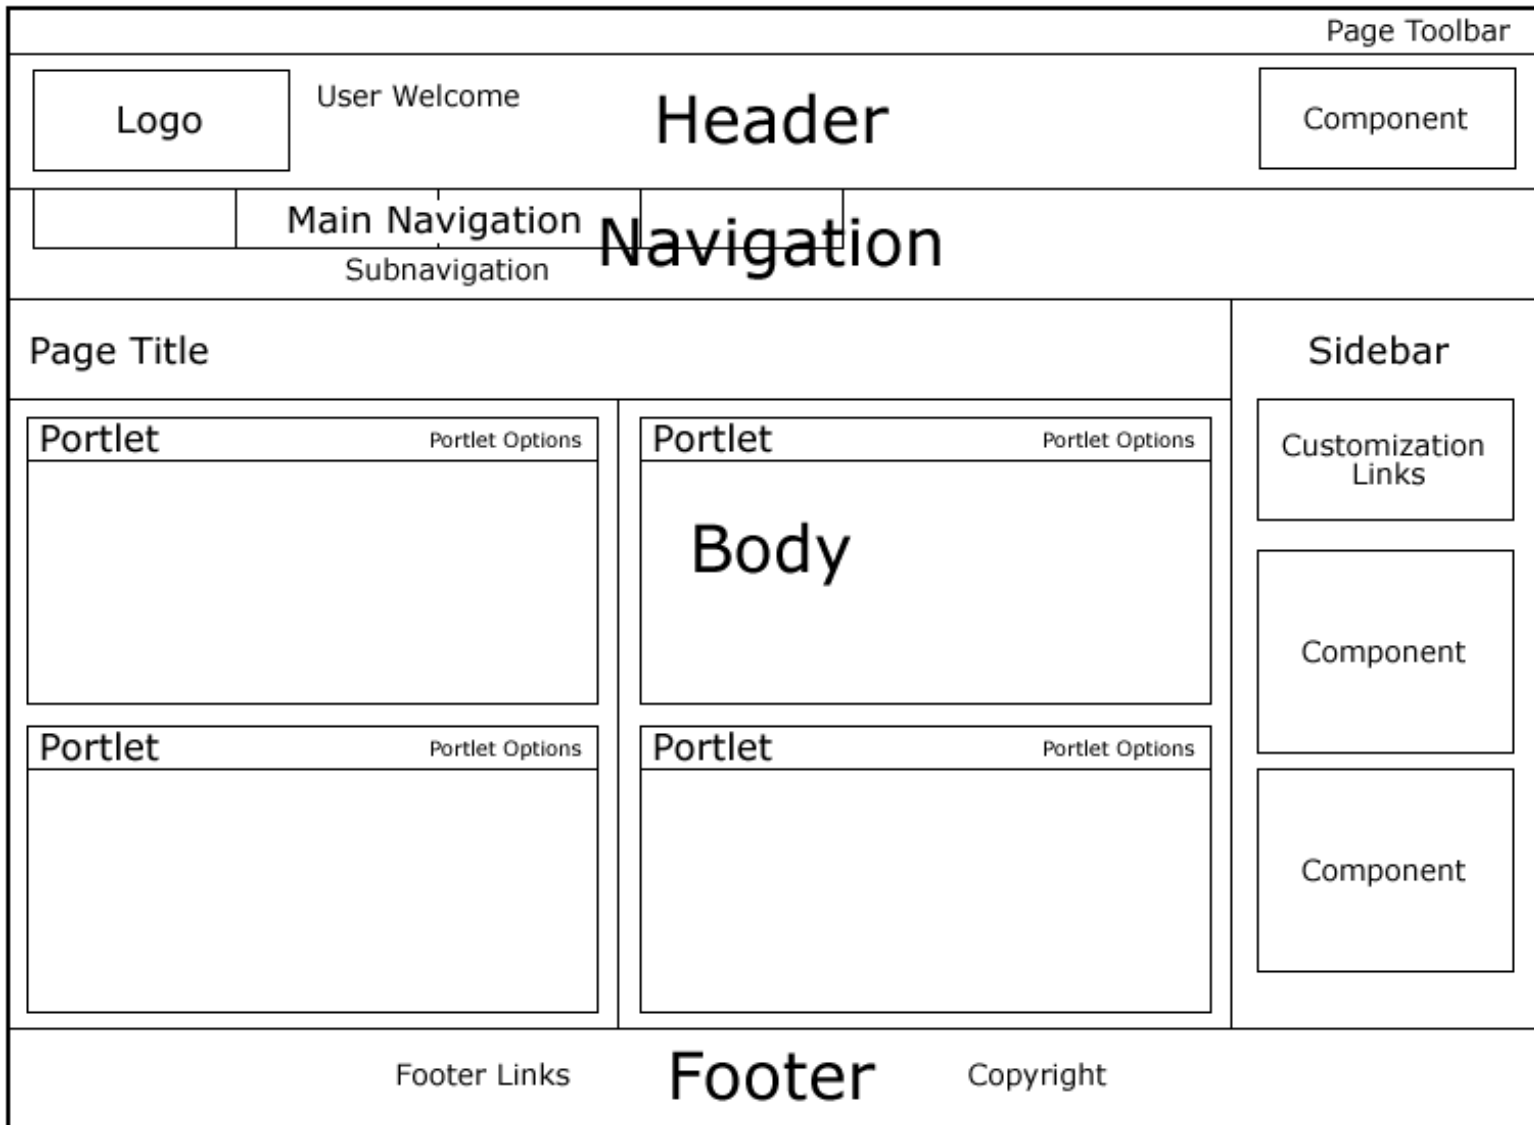 Page Toolbar
Logo
User Welcome
Header
Component
Main Navigation
Navigation
Subnavigation
Page Title
Sidebar
Portlet Portlet Options
Portlet Portlet Options
Customization
Links
Body
Component
Portlet Portlet Options
Portlet Portlet Options
Component
Footer Links
Footer
Copyright